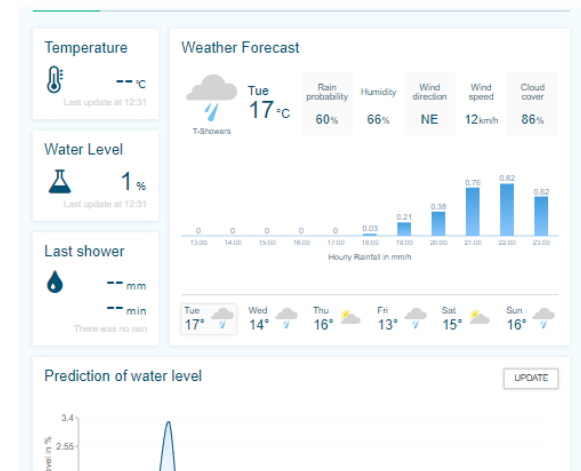 Temperature
-- °C
Last update at 12:31
Water Level
1 %
Last update at 12:31
Last shower
-- mm
-- min
There was no rain
Weather Forecast
T-Showers
Tue
17 °C
Rain probability
60%
Humidity
66%
Wind direction
NE
Wind speed
12km/h
Cloud cover
86%
0 0 0 0 0 0.03 0.21 0.38 0.76 0.82 0.62
13:00 14:00 15:00 16:00 17:00 18:00 19:00 20:00 21:00 22:00 23:00
Hourly Rainfall in mm/h
Tue Wed Thu Fri Sat Sun
17° 14° 16° 13° 15° 16°
Prediction of water level
UPDATE
3.4
2.55
in %